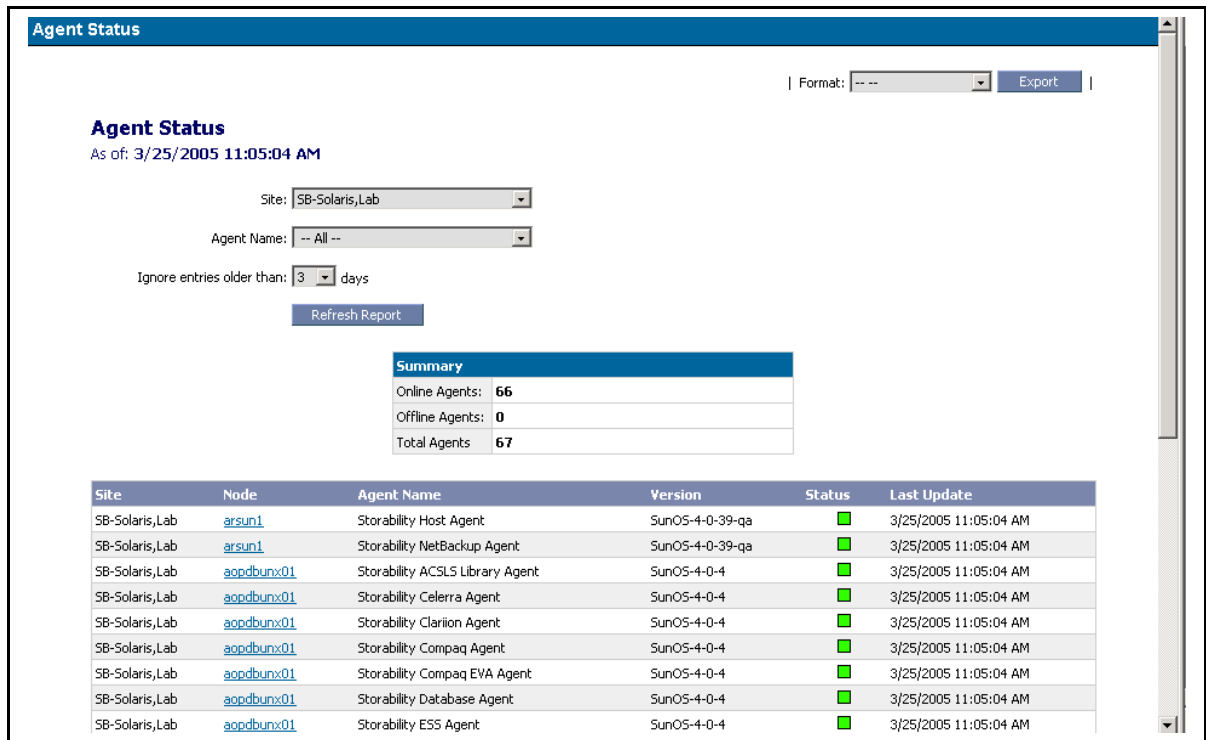 Agent Status
| Format: -- -- Export |
Agent Status
As of: 3/25/2005 11:05:04 AM
Site: SB-Solaris,Lab
Agent Name: -- All --
Ignore entries older than: 3 days
Refresh Report
Summary
Online Agents: 66
Offline Agents: 0
Total Agents 67
Site Node Agent Name Version Status Last Update
SB-Solaris,Lab arsun1 Storability Host Agent SunOS-4-0-39-qa 3/25/2005 11:05:04 AM
SB-Solaris,Lab arsun1 Storability NetBackup Agent SunOS-4-0-39-qa 3/25/2005 11:05:04 AM
SB-Solaris,Lab aopdbunx01 Storability ACSLS Library Agent SunOS-4-0-4 3/25/2005 11:05:04 AM
SB-Solaris,Lab aopdbunx01 Storability Celerra Agent SunOS-4-0-4 3/25/2005 11:05:04 AM
SB-Solaris,Lab aopdbunx01 Storability Clariion Agent SunOS-4-0-4 3/25/2005 11:05:04 AM
SB-Solaris,Lab aopdbunx01 Storability Compaq Agent SunOS-4-0-4 3/25/2005 11:05:04 AM
SB-Solaris,Lab aopdbunx01 Storability Compaq EVA Agent SunOS-4-0-4 3/25/2005 11:05:04 AM
SB-Solaris,Lab aopdbunx01 Storability Database Agent SunOS-4-0-4 3/25/2005 11:05:04 AM
SB-Solaris,Lab aopdbunx01 Storability ESS Agent SunOS-4-0-4 3/25/2005 11:05:04 AM